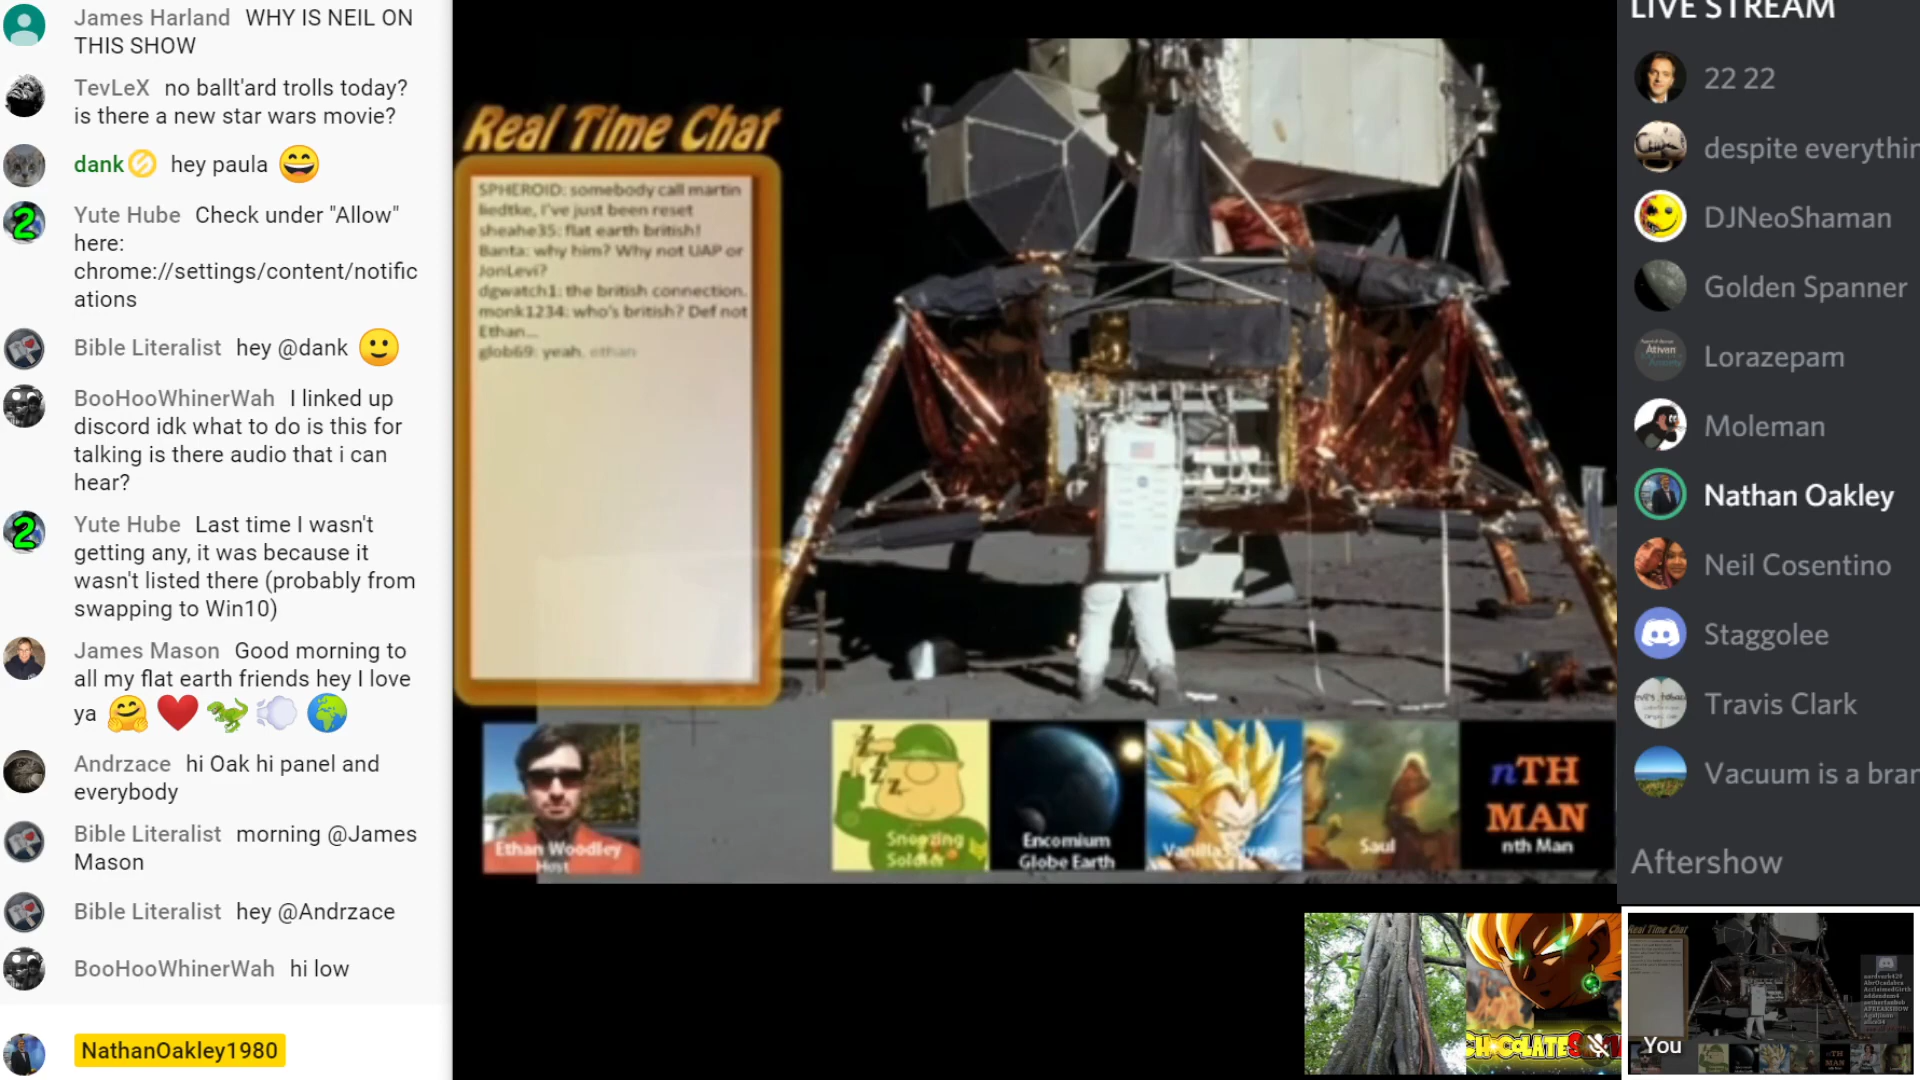 James Harland WHY IS NEIL ON
THIS SHOW
TevLeX no ballt'ard trolls today?
is there a new star wars movie?
dank hey paula
Yute Hube Check under "Allow"
here:
chrome://settings/content/notific
ations
Bible Literalist hey @dank
BooHooWhinerWah I linked up
discord idk what to do is this for
talking is there audio that i can
hear?
Yute Hube Last time I wasn't
getting any, it was because it
wasn't listed there (probably from
swapping to Win10)
James Mason Good morning to
all my flat earth friends hey I love
ya
Andrzace hi Oak hi panel and
everybody
Bible Literalist morning @James
Mason
Bible Literalist hey @Andrzace
BooHooWhinerWah hi low
NathanOakley1980
Real Time Chat
SPHEROID: somebody call martin
liedtke, I've just been reset
sheahe35: flat earth british!
Banta: why him? Why not UAP or
JonLevi?
dgwatch1: the british connection.
monk1234: who's british? Def not
Ethan...
glob69: yeah, ethan
Ethan Woodley
Host
Snoozing
Soldier
Encomium
Globe Earth
Saul
nTH
MAN
nth Man
LIVE STREAM
22 22
despite everythin
DJNeoShaman
Golden Spanner
Ativan
Lorazepam
Moleman
Nathan Oakley
Neil Cosentino
Staggolee
Travis Clark
Vacuum is a bran
Aftershow
Real Time Chat
You